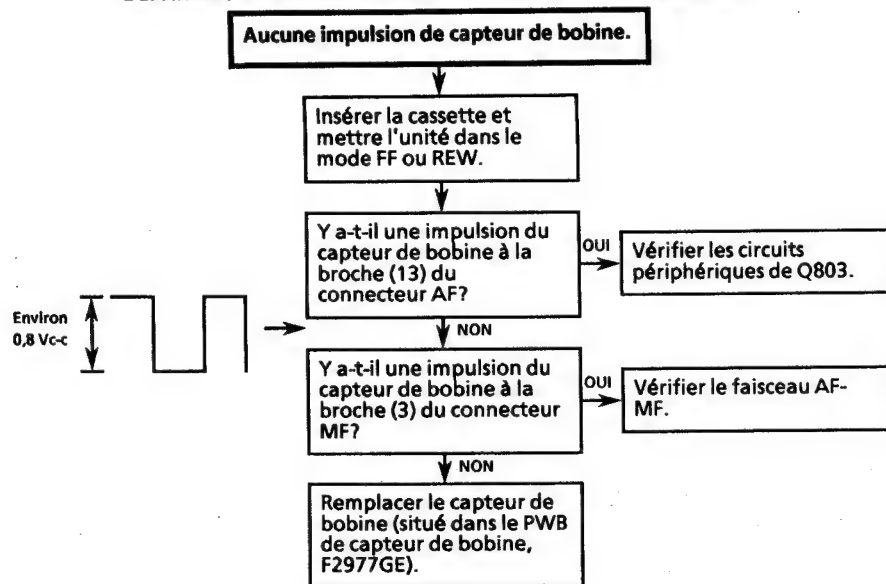 Aucune impulsion de capteur de bobine.
Insérer la cassette et
mettre l'unité dans le
mode FF ou REW.
Y a-t-il une impulsion du
capteur de bobine à la
broche (13) du
connecteur AF?
OUI
Vérifier les circuits
périphériques de Q803.
Environ
0,8 Vc-c
NON
Y a-t-il une impulsion du
capteur de bobine à la
broche (3) du connecteur
MF?
OUI
Vérifier le faisceau AF-
MF.
NON
Remplacer le capteur de
bobine (situé dans le PWB
de capteur de bobine,
F2977GE).